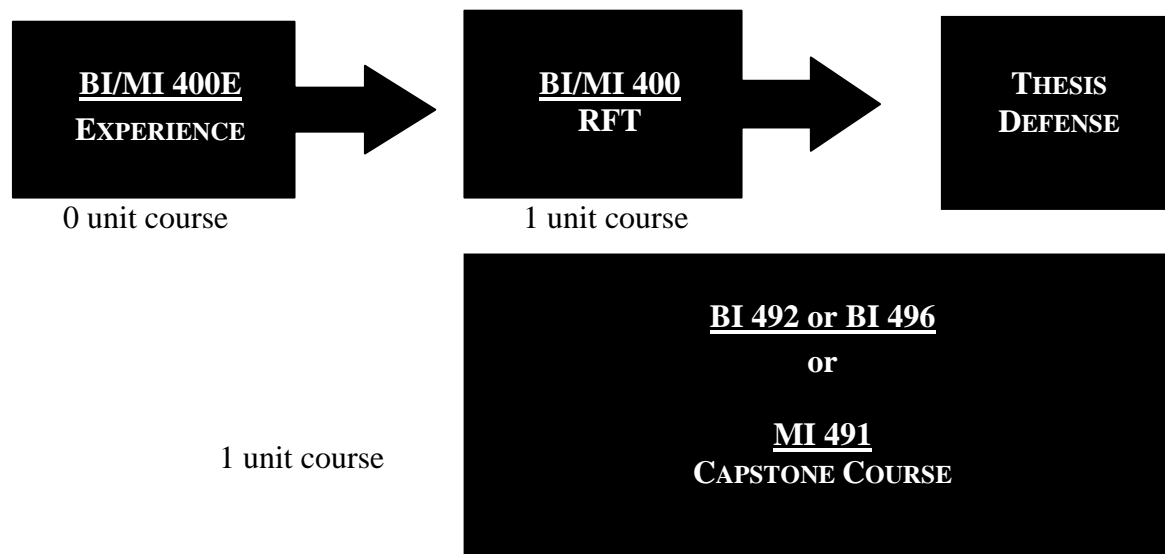 BI/MI 400E
EXPERIENCE
0 unit course
BI/MI 400
RFT
1 unit course
THESIS
DEFENSE
BI 492 or BI 496
or
MI 491
CAPSTONE COURSE
1 unit course